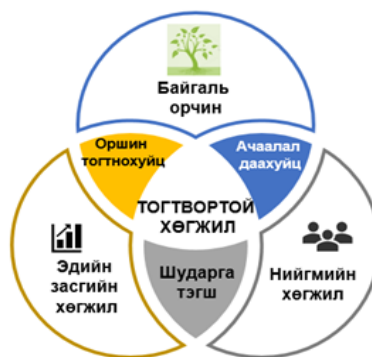 Байгаль
орчин
Оршин
тогтнохуйц
Ачаалал
даахуйц
ТОГТВОРТОЙ
ХӨГЖИЛ
Эдийн
засгийн
хөгжил
Шударга
тэгш
Нийгмийн
хөгжил